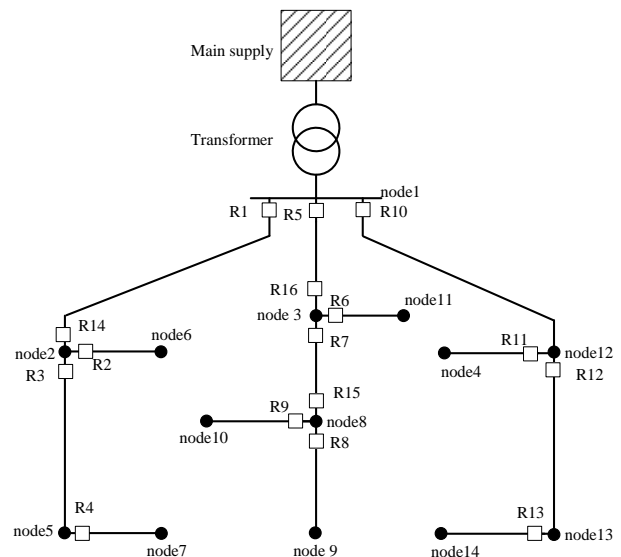 Main supply
Transformer
node1
R1
R5
R10
R16
R6
node11
node 3
R14
node6
R7
R11
node12
node2
R2
R3
node4
R12
R15
R9
node8
node10
R8
R4
R13
node5
node13
node7
node 9
node14